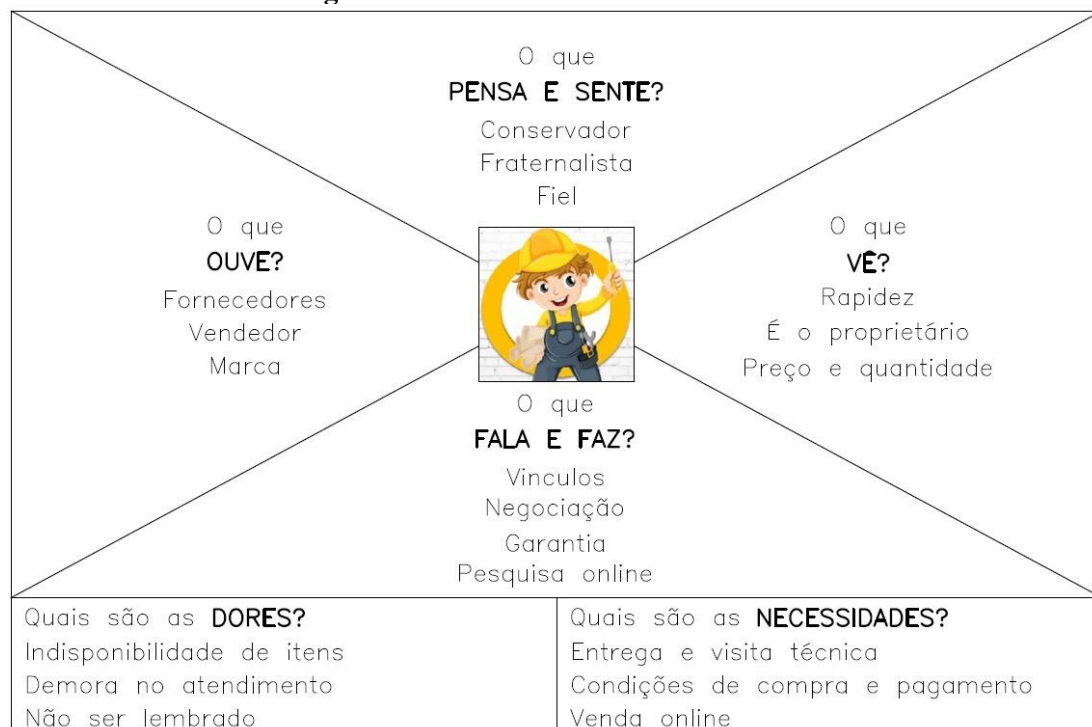 O que
PENSA E SENTE?
Conservador
Fraternalista
Fiel
O que
OUVE?
Fornecedores
Vendedor
Marca
O que
VÊ?
Rapidez
É o proprietário
Preço e quantidade
O que
FALA E FAZ?
Vinculos
Negociação
Garantia
Pesquisa online
Quais são as DORES?
Indisponibilidade de itens
Demora no atendimento
Não ser lembrado
Quais são as NECESSIDADES?
Entrega e visita técnica
Condições de compra e pagamento
Venda online